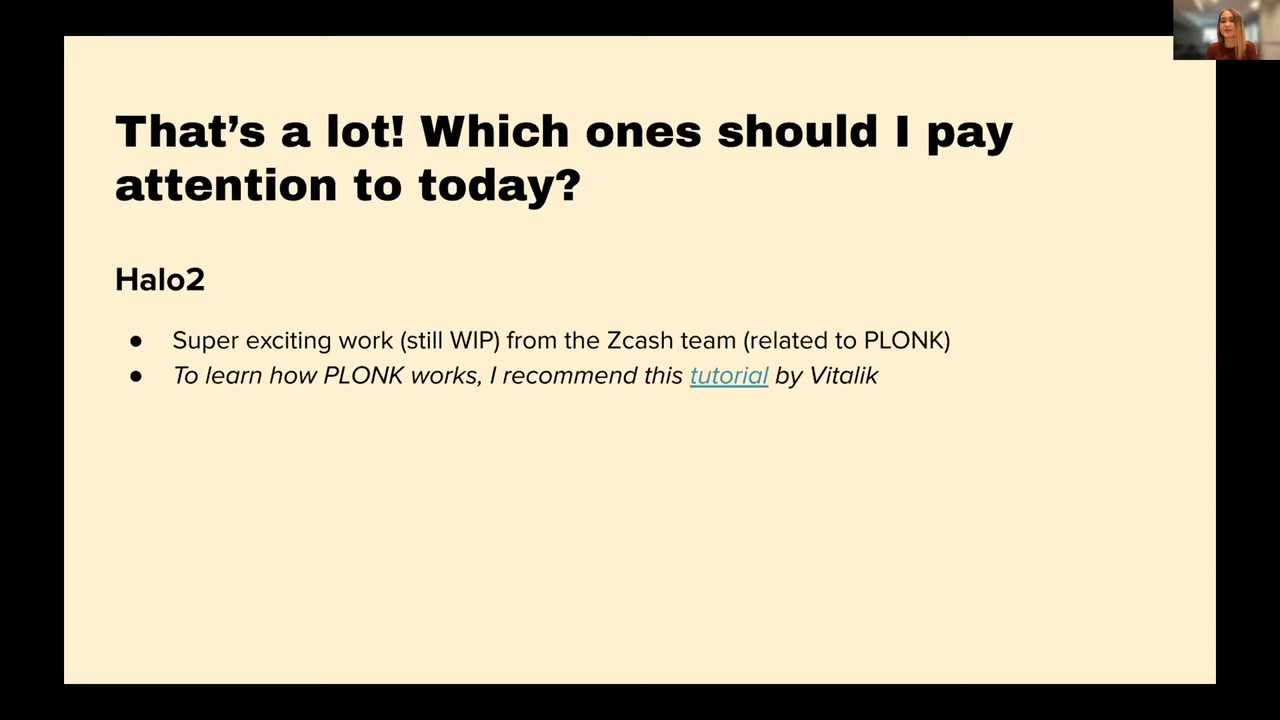 That’s a lot! Which ones should I pay
attention to today?
Halo2
● Super exciting work (still WIP) from the Zcash team (related to PLONK)
● To learn how PLONK works, I recommend this tutorial by Vitalik